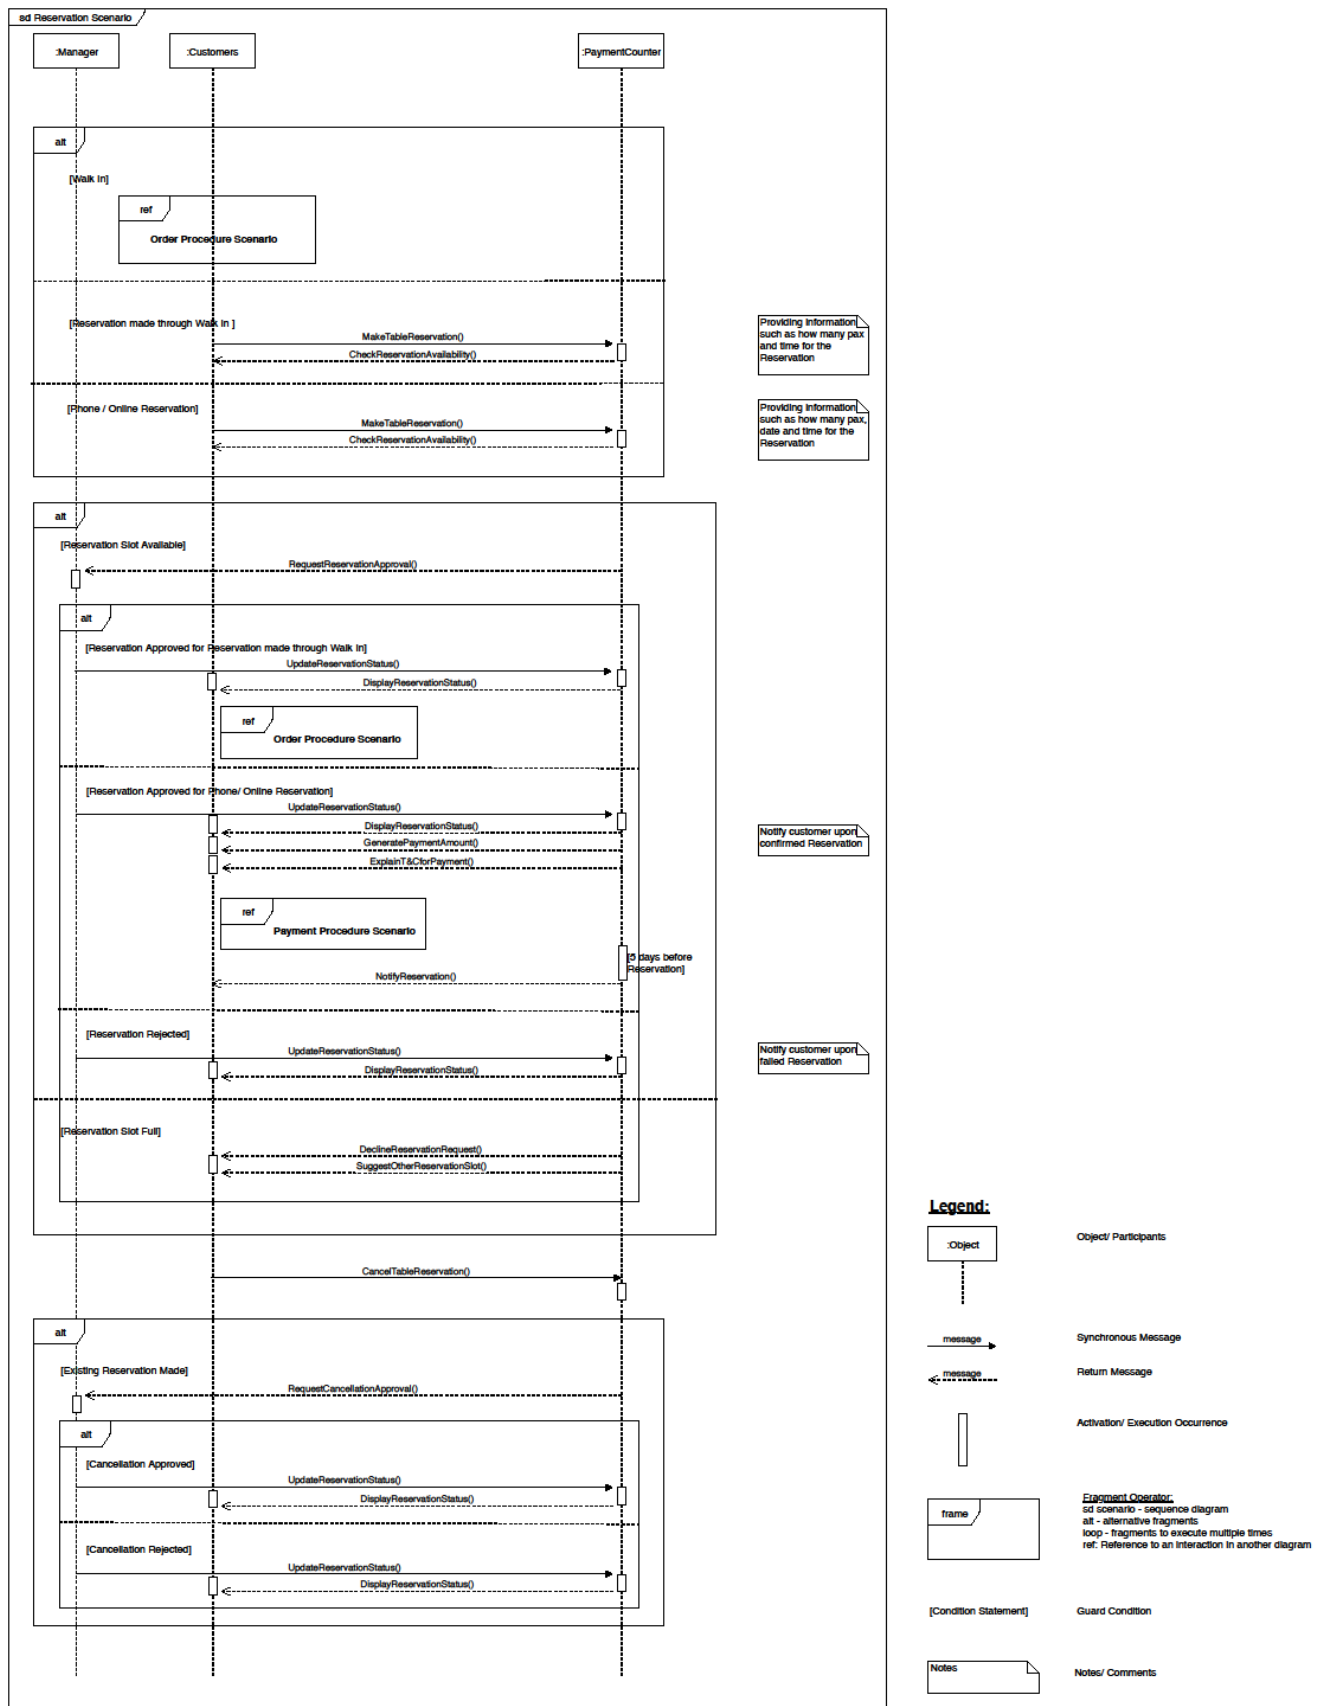 sd Reservation Scenario
:Manager
:Customers
:PaymentCounter
alt
[Walk In]
ref
Order Procedure Scenario
[Reservation made through Walk In ]
MakeTableReservation()
CheckReservationAvailability()
Providing Information
such as how many pax
and time for the
Reservation
[Phone / Online Reservation]
MakeTableReservation()
CheckReservationAvailability()
Providing Information
such as how many pax,
date and time for the
Reservation
alt
[Reservation Slot Available]
RequestReservationApproval()
alt
[Reservation Approved for Reservation made through Walk In]
UpdateReservationStatus()
DisplayReservationStatus()
ref
Order Procedure Scenario
[Reservation Approved for Phone/ Online Reservation]
UpdateReservationStatus()
DisplayReservationStatus()
GeneratePaymentAmount()
ExplainT&CforPayment()
Notify customer upon
confirmed Reservation
ref
Payment Procedure Scenario
[5 days before
Reservation]
NotifyReservation()
[Reservation Rejected]
UpdateReservationStatus()
DisplayReservationStatus()
Notify customer upon
failed Reservation
[Reservation Slot Full]
DeclineReservationRequest()
SuggestOtherReservationSlot()
CancelTableReservation()
alt
[Existing Reservation Made]
RequestCancellationApproval()
alt
[Cancellation Approved]
UpdateReservationStatus()
DisplayReservationStatus()
[Cancellation Rejected]
UpdateReservationStatus()
DisplayReservationStatus()
Legend:
:Object
Object/ Participants
message
Synchronous Message
message
Return Message
Activation/ Execution Occurrence
frame
Fragment Operator:
sd scenario - sequence diagram
alt - alternative fragments
loop - fragments to execute multiple times
ref: Reference to an interaction in another diagram
[Condition Statement]
Guard Condition
Notes
Notes/ Comments